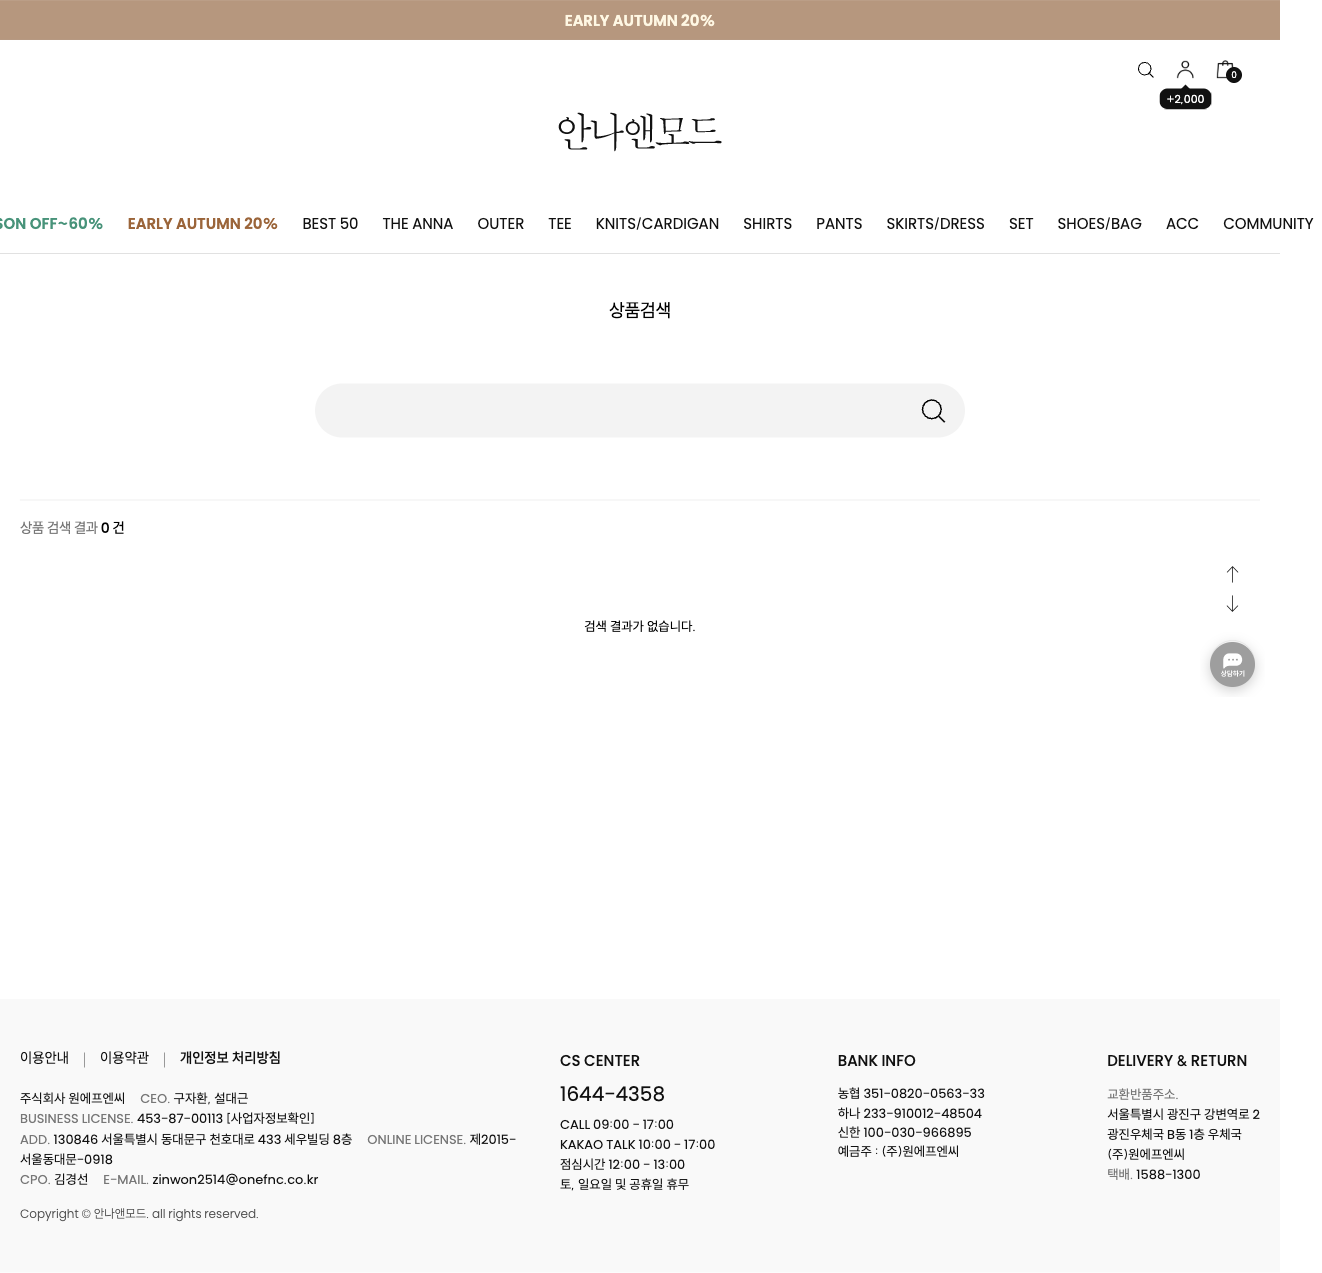 EARLY AUTUMN 20%
0
+2,000
안나앤모드
SON OFF~60% EARLY AUTUMN 20% BEST 50 THE ANNA OUTER TEE KNITS/CARDIGAN SHIRTS PANTS SKIRTS/DRESS SET SHOES/BAG ACC COMMUNITY
상품검색
상품 검색 결과 0 건
검색 결과가 없습니다.
상담하기
이용안내 이용약관 개인정보 처리방침
주식회사 원에프엔씨 CEO. 구자환, 설대근
BUSINESS LICENSE. 453-87-00113 [사업자정보확인]
ADD. 130846 서울특별시 동대문구 천호대로 433 세우빌딩 8층 ONLINE LICENSE. 제2015-
서울동대문-0918
CPO. 김경선 E-MAIL. zinwon2514@onefnc.co.kr
Copyright © 안나앤모드. all rights reserved.
CS CENTER
1644-4358
CALL 09:00 - 17:00
KAKAO TALK 10:00 - 17:00
점심시간 12:00 - 13:00
토, 일요일 및 공휴일 휴무
BANK INFO
농협 351-0820-0563-33
하나 233-910012-48504
신한 100-030-966895
예금주 : (주)원에프엔씨
DELIVERY & RETURN
교환반품주소.
서울특별시 광진구 강변역로 2
광진우체국 B동 1층 우체국
(주)원에프엔씨
택배. 1588-1300